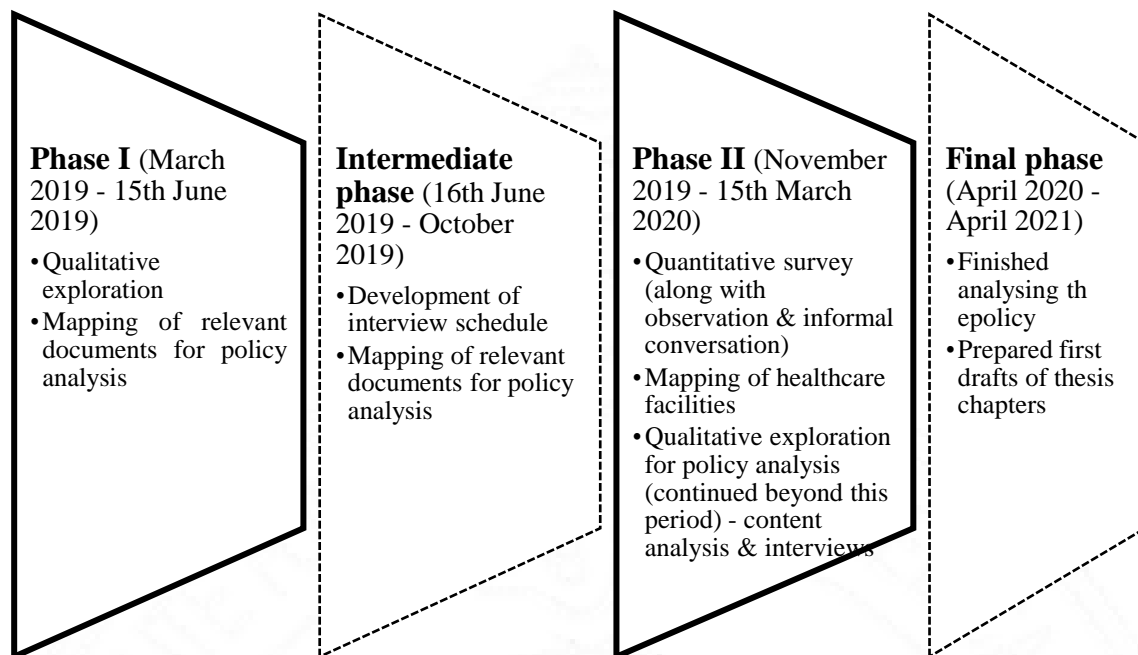 Phase I (March
2019 - 15th June
2019)
•Qualitative
exploration
•Mapping of relevant
documents for policy
analysis
Intermediate
phase (16th June
2019 - October
2019)
•Development of
interview schedule
•Mapping of relevant
documents for policy
analysis
Phase II (November
2019 - 15th March
2020)
•Quantitative survey
(along with
observation & informal
conversation)
•Mapping of healthcare
facilities
•Qualitative exploration
for policy analysis
(continued beyond this
period) - content
analysis & interviews
Final phase
(April 2020 -
April 2021)
•Finished
analysing th
epolicy
•Prepared first
drafts of thesis
chapters